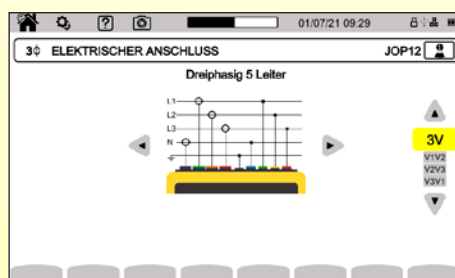 01/07/21 09:29
3ϕ ELEKTRISCHER ANSCHLUSS JOP12
Dreiphasig 5 Leiter
L1
L2
L3
N
3V
V1V2
V2V3
V3V1